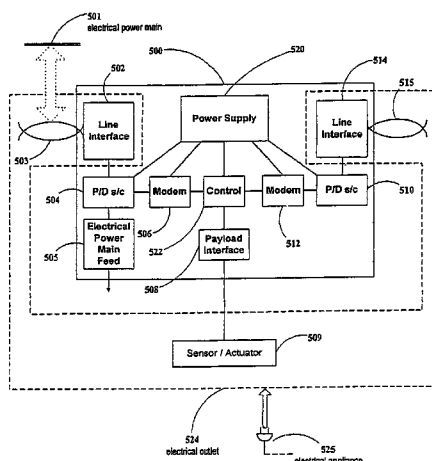 501
electrical power main
500
502
520
514
515
Line
Interface
Power Supply
Line
Interface
503
504
P/D s/c
Modem
Control
Modem
P/D s/c
510
506
522
512
505
Electrical
Power
Main
Feed
Payload
Interface
508
Sensor / Actuator
509
524
electrical outlet
525
electrical appliance